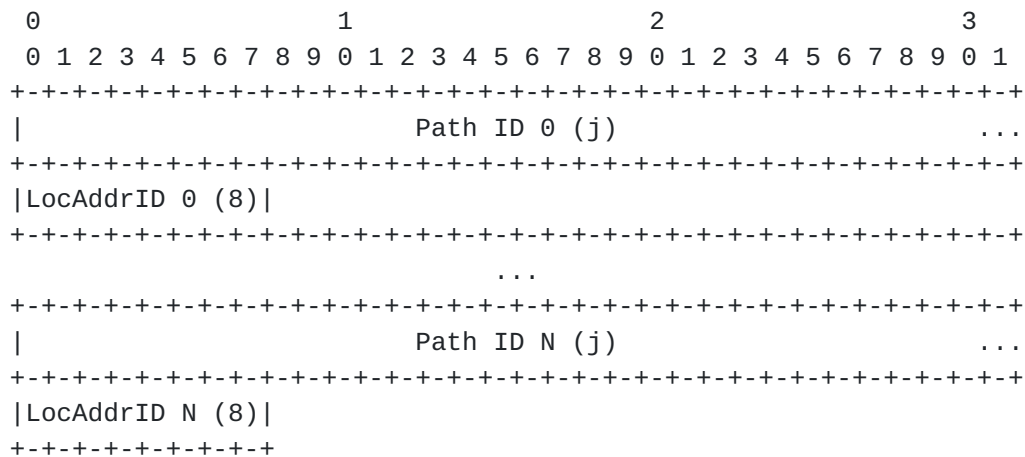 0                   1                   2                   3
 0 1 2 3 4 5 6 7 8 9 0 1 2 3 4 5 6 7 8 9 0 1 2 3 4 5 6 7 8 9 0 1
+-+-+-+-+-+-+-+-+-+-+-+-+-+-+-+-+-+-+-+-+-+-+-+-+-+-+-+-+-+-+-+-+
|                         Path ID 0 (j)                       ...
+-+-+-+-+-+-+-+-+-+-+-+-+-+-+-+-+-+-+-+-+-+-+-+-+-+-+-+-+-+-+-+-+
|LocAddrID 0 (8)|
+-+-+-+-+-+-+-+-+-+-+-+-+-+-+-+-+-+-+-+-+-+-+-+-+-+-+-+-+-+-+-+-+
                               ...
+-+-+-+-+-+-+-+-+-+-+-+-+-+-+-+-+-+-+-+-+-+-+-+-+-+-+-+-+-+-+-+-+
|                         Path ID N (j)                       ...
+-+-+-+-+-+-+-+-+-+-+-+-+-+-+-+-+-+-+-+-+-+-+-+-+-+-+-+-+-+-+-+-+
|LocAddrID N (8)|
+-+-+-+-+-+-+-+-+